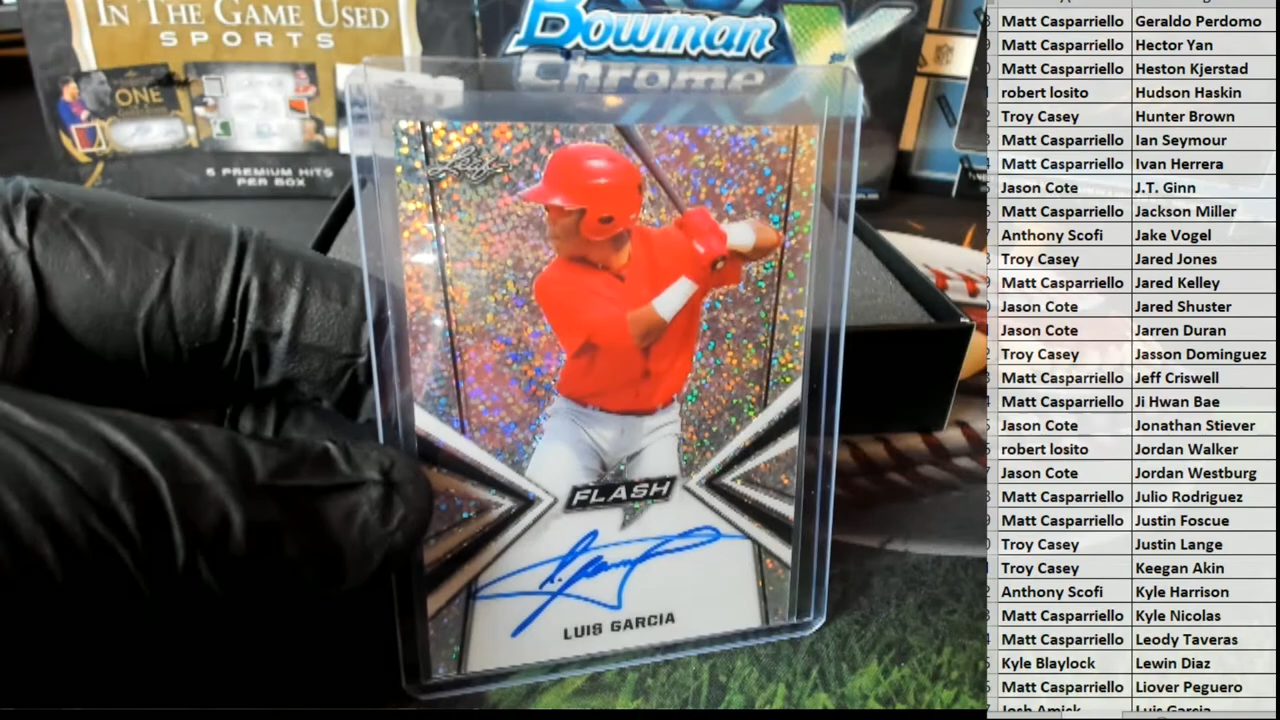 IN THE GAME USED
SPORTS
ONE
6 PREMIUM HITS
PER BOX
Bowman
Chrome
X
Leaf
FLASH
LUIS GARCIA
Matt Casparriello Geraldo Perdomo
Matt Casparriello Hector Yan
Matt Casparriello Heston Kjerstad
robert losito Hudson Haskin
Troy Casey Hunter Brown
Matt Casparriello Ian Seymour
Matt Casparriello Ivan Herrera
Jason Cote J.T. Ginn
Matt Casparriello Jackson Miller
Anthony Scofi Jake Vogel
Troy Casey Jared Jones
Matt Casparriello Jared Kelley
Jason Cote Jared Shuster
Jason Cote Jarren Duran
Troy Casey Jasson Dominguez
Matt Casparriello Jeff Criswell
Matt Casparriello Ji Hwan Bae
Jason Cote Jonathan Stiever
robert losito Jordan Walker
Jason Cote Jordan Westburg
Matt Casparriello Julio Rodriguez
Matt Casparriello Justin Foscue
Troy Casey Justin Lange
Troy Casey Keegan Akin
Anthony Scofi Kyle Harrison
Matt Casparriello Kyle Nicolas
Matt Casparriello Leody Taveras
Kyle Blaylock Lewin Diaz
Matt Casparriello Liover Peguero
Josh Amick Luis Garcia